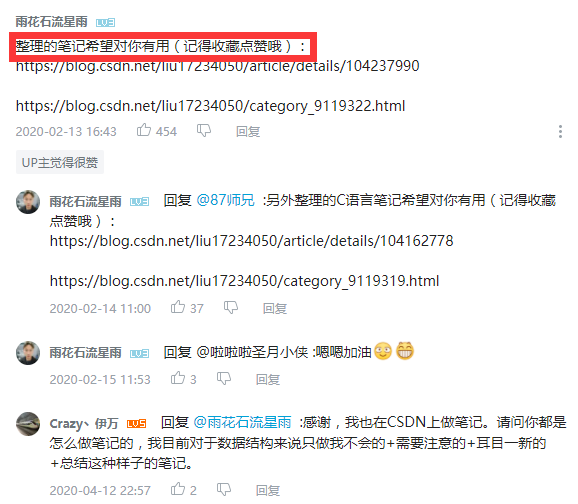 雨花石流星雨 LV3
整理的笔记希望对你有用（记得收藏点赞哦）：
https://blog.csdn.net/liu17234050/article/details/104237990
https://blog.csdn.net/liu17234050/category_9119322.html
2020-02-13 16:43 454 回复
UP主觉得很赞
雨花石流星雨 LV3 回复 @87师兄 :另外整理的C语言笔记希望对你有用（记得收藏
点赞哦）：
https://blog.csdn.net/liu17234050/article/details/104162778
https://blog.csdn.net/liu17234050/category_9119319.html
2020-02-14 11:00 37 回复
雨花石流星雨 LV3 回复 @啦啦啦圣月小侠 :嗯嗯加油
2020-02-15 11:53 3 回复
Crazy丶伊万 LV5 回复 @雨花石流星雨 :感谢，我也在CSDN上做笔记。请问你都是
怎么做笔记的，我目前对于数据结构来说只做我不会的+需要注意的+耳目一新的
+总结这种样子的笔记。
2020-04-12 22:57 2 回复